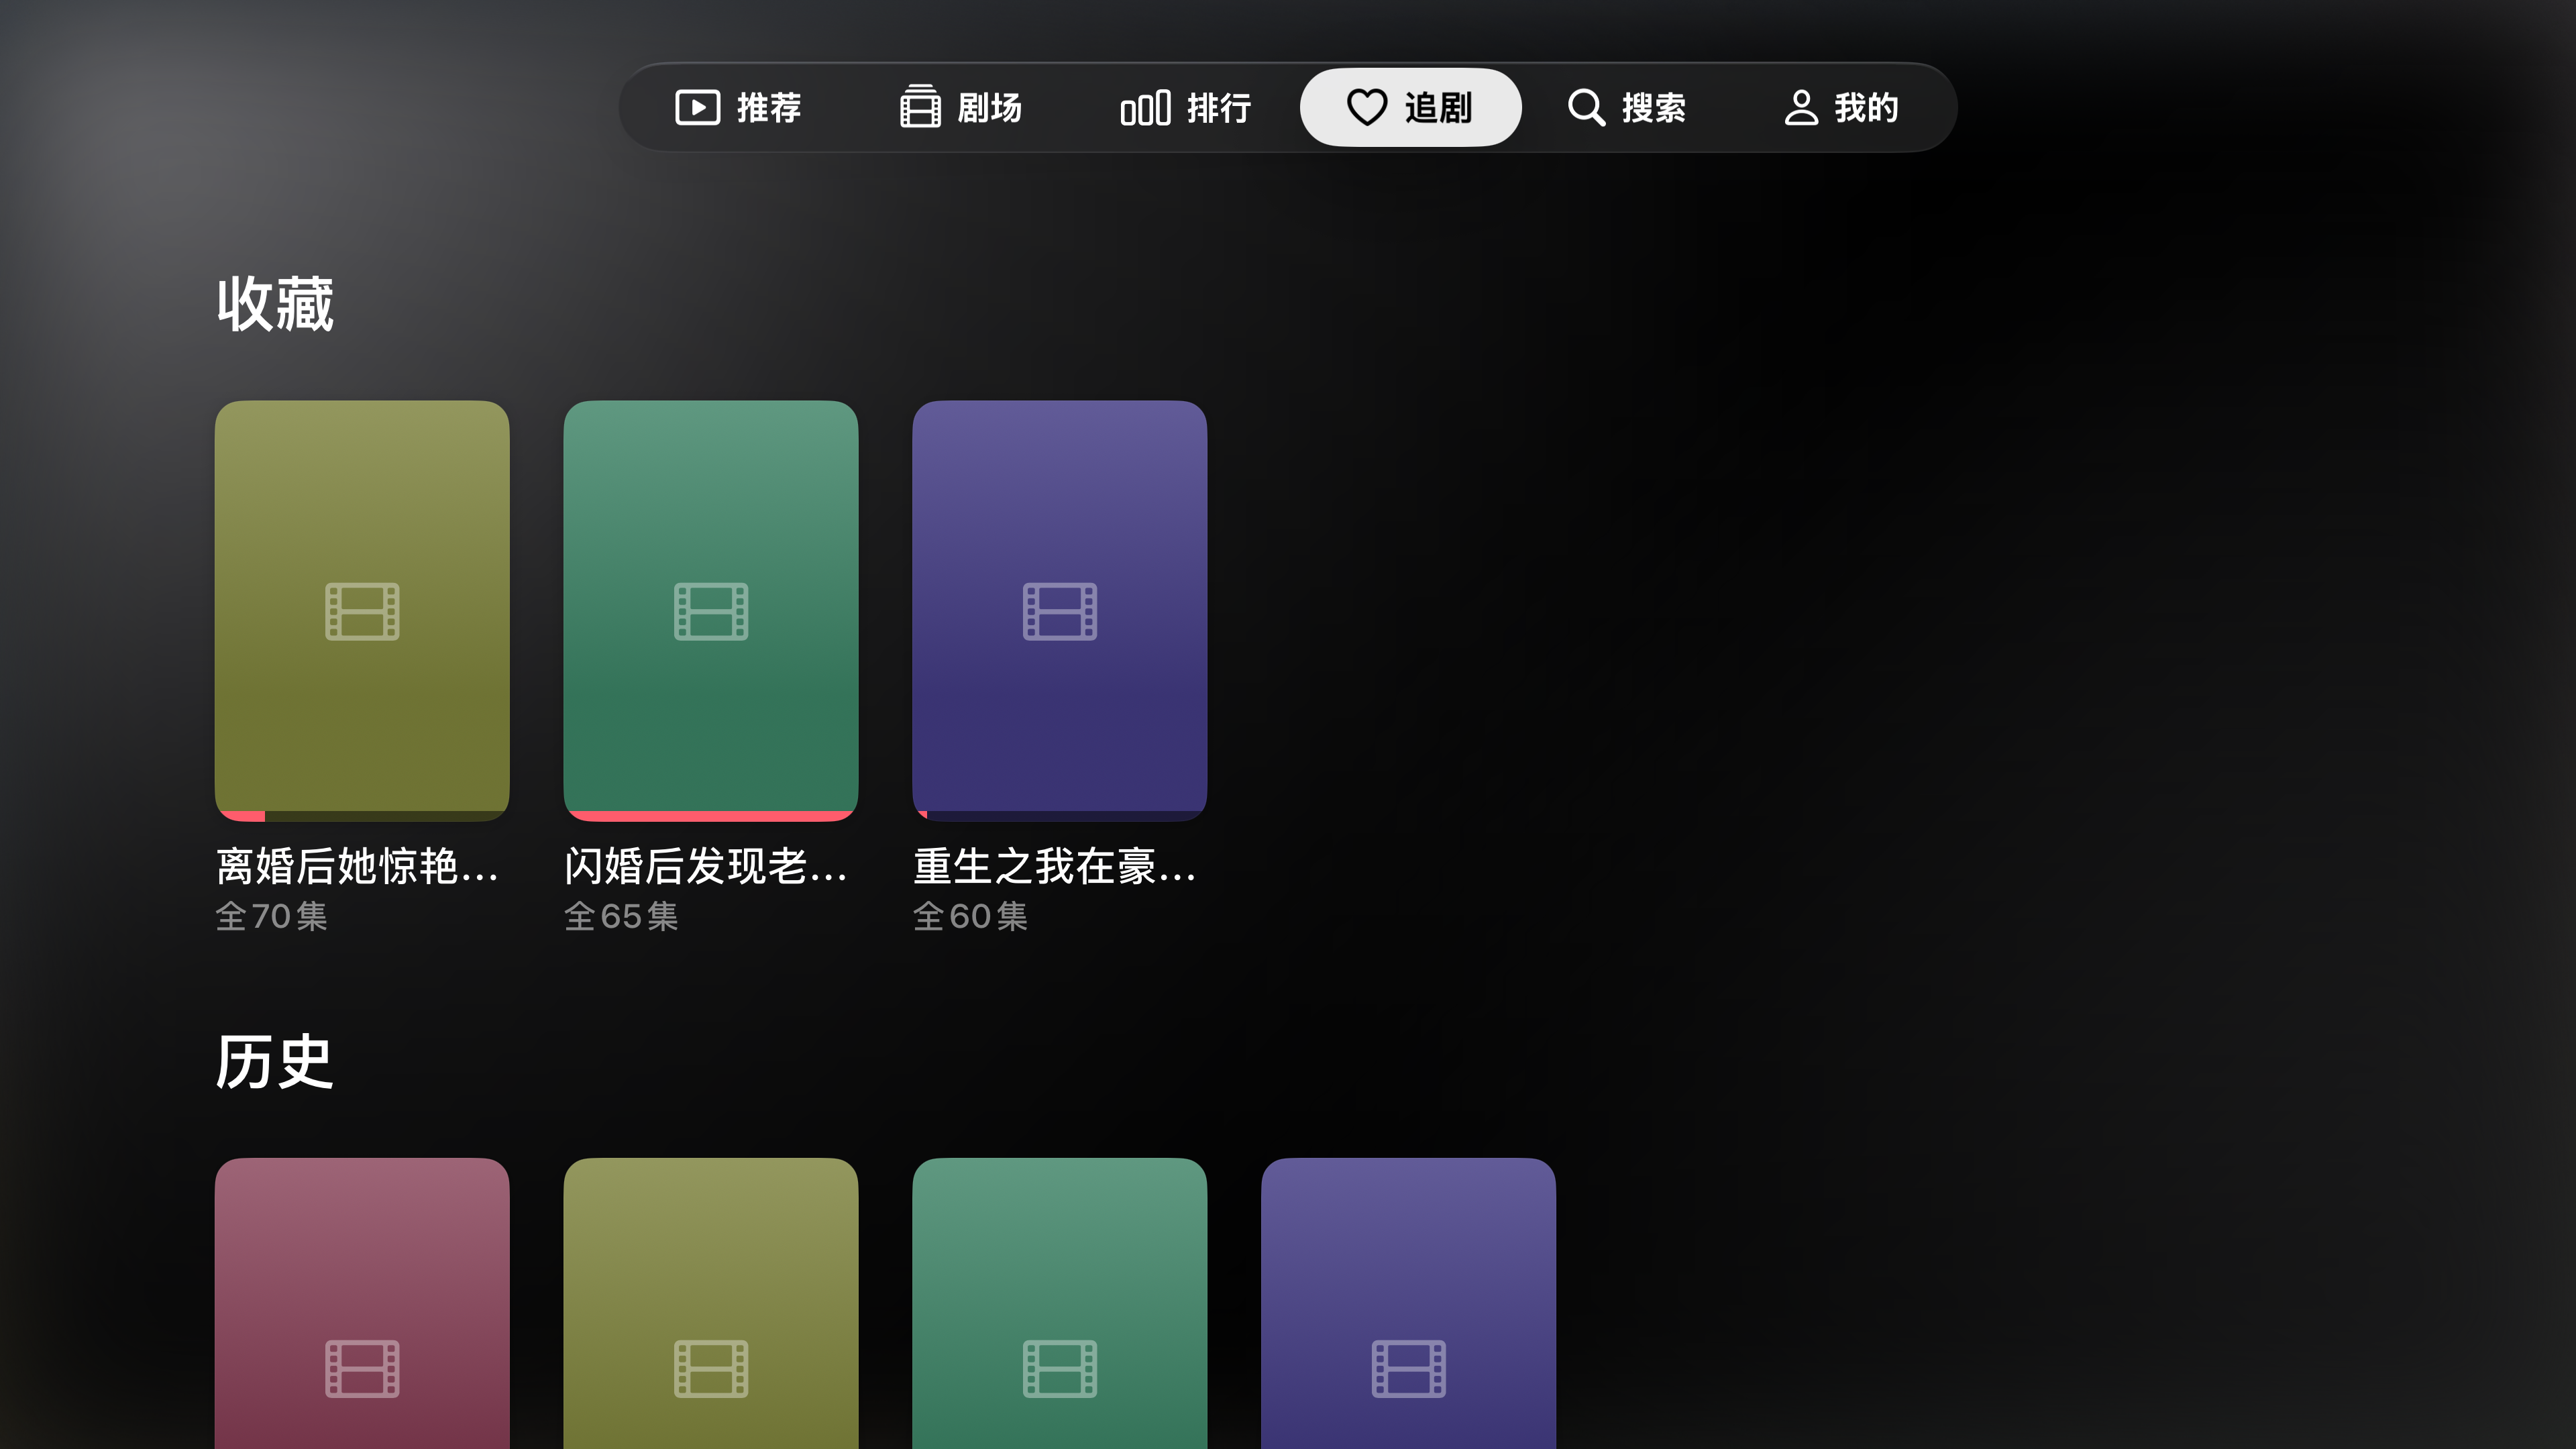 推荐 剧场 排行 追剧 搜索 我的
收藏
离婚后她惊艳... 闪婚后发现老... 重生之我在豪...
全70集 全65集 全60集
历史